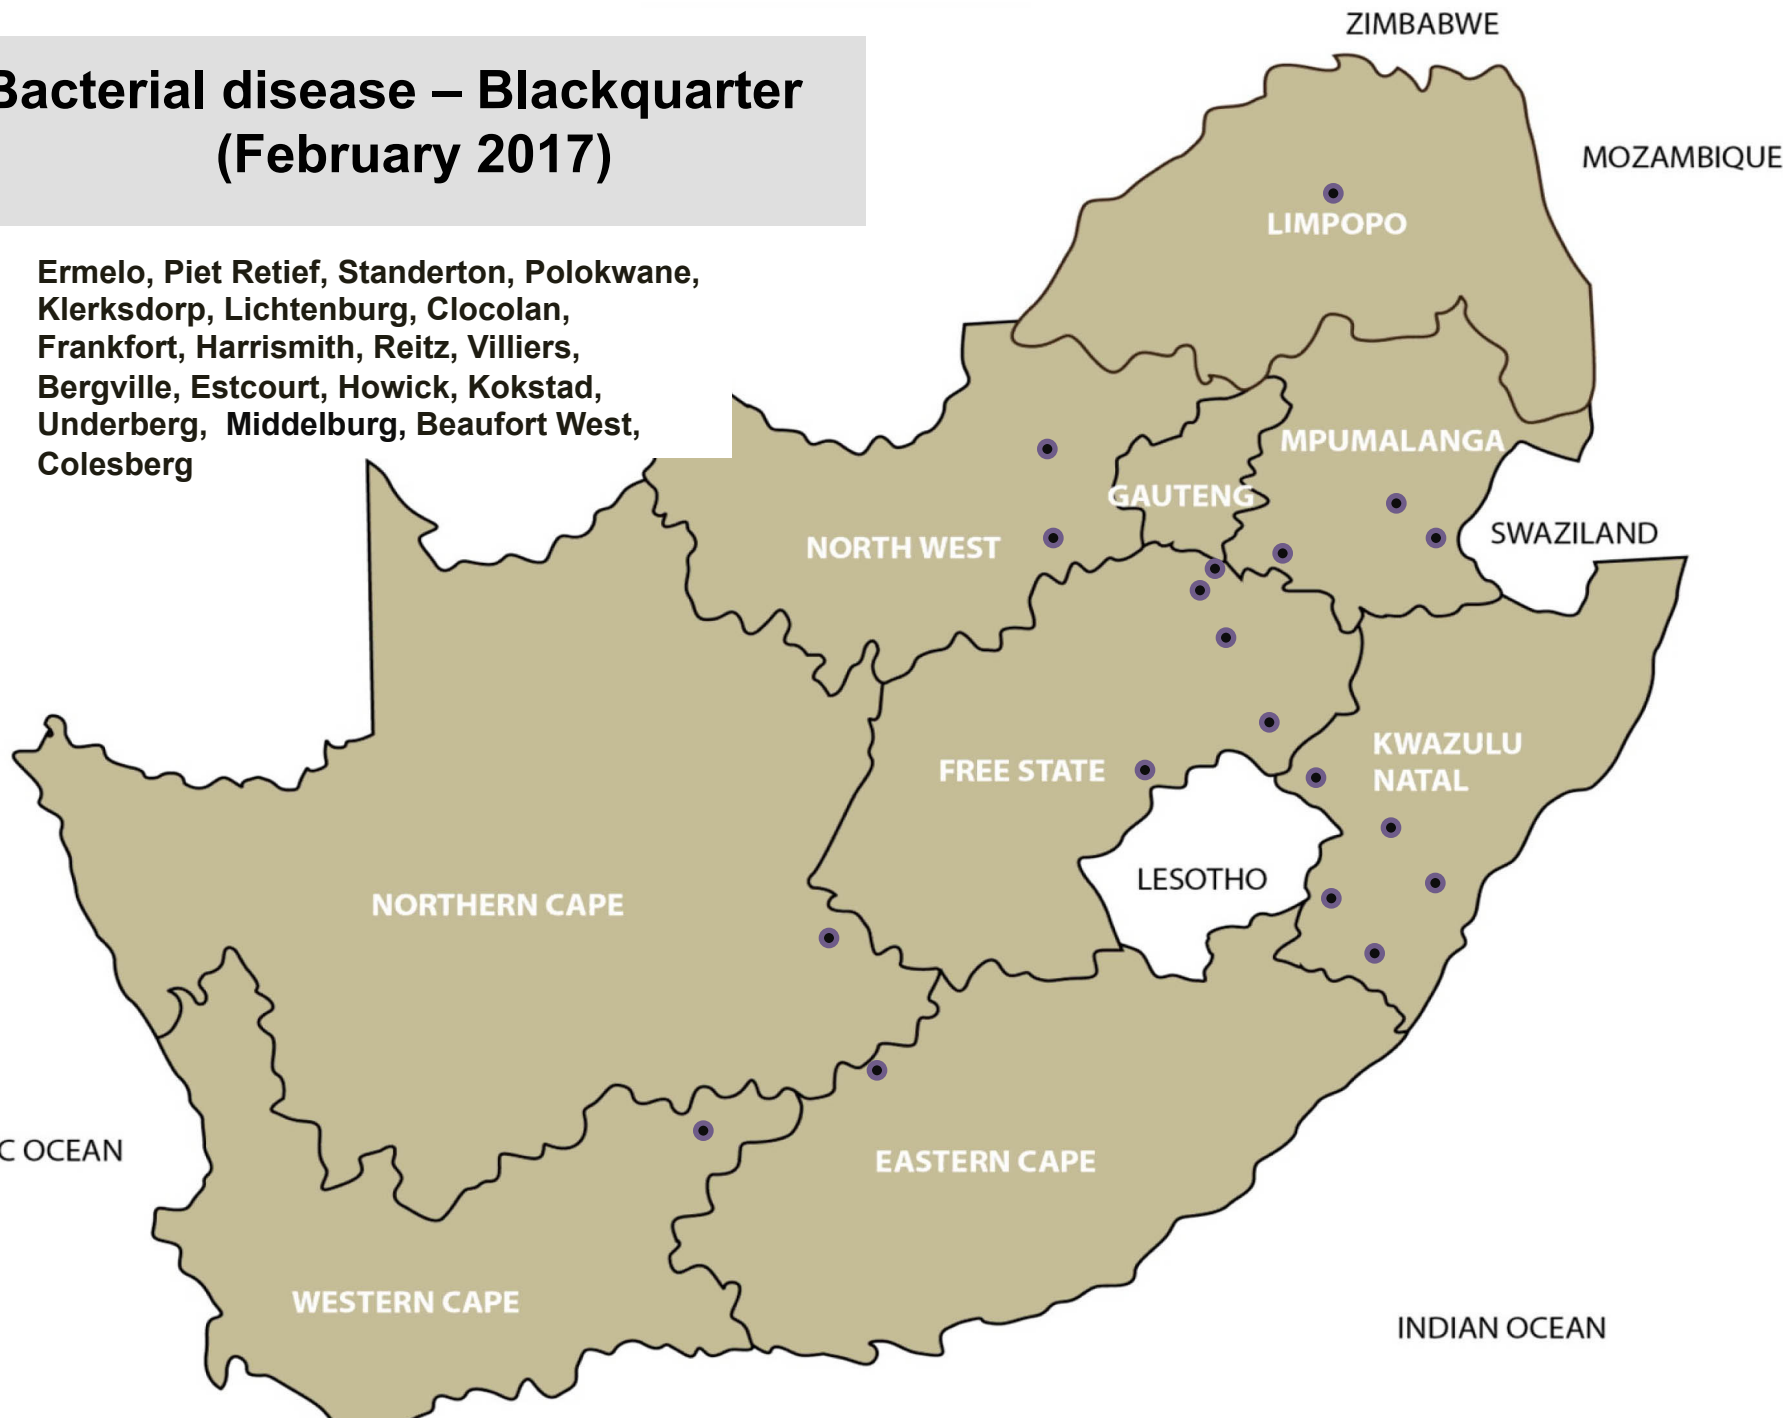 Bacterial disease – Blackquarter
(February 2017)
Ermelo, Piet Retief, Standerton, Polokwane,
Klerksdorp, Lichtenburg, Clocolan,
Frankfort, Harrismith, Reitz, Villiers,
Bergville, Estcourt, Howick, Kokstad,
Underberg, Middelburg, Beaufort West,
Colesberg
ZIMBABWE
MOZAMBIQUE
LIMPOPO
MPUMALANGA
GAUTENG
SWAZILAND
NORTH WEST
KWAZULU
NATAL
FREE STATE
LESOTHO
NORTHERN CAPE
C OCEAN
EASTERN CAPE
WESTERN CAPE
INDIAN OCEAN